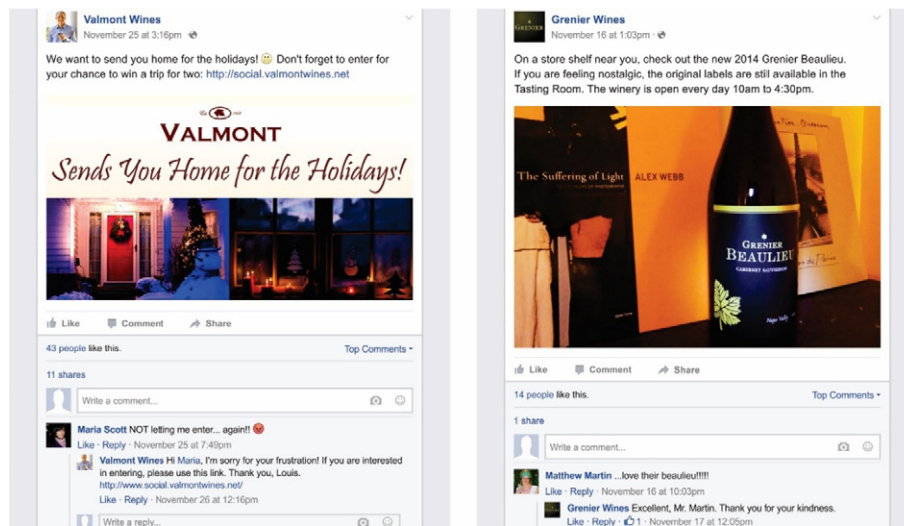 Valmont Wines
November 25 at 3:16pm
We want to send you home for the holidays! Don't forget to enter for
your chance to win a trip for two: http://social.valmontwines.net
VALMONT
Sends You Home for the Holidays!
Like Comment Share
43 people like this. Top Comments
11 shares
Write a comment...
Maria Scott NOT letting me enter... again!!
Like · Reply · November 25 at 7:49pm
Valmont Wines Hi Maria, I'm sorry for your frustration! If you are interested
in entering, please use this link. Thank you, Louis.
http://www.social.valmontwines.net/
Like · Reply · November 26 at 12:16pm
Write a reply...
GRENIER
Grenier Wines
November 16 at 1:03pm
On a store shelf near you, check out the new 2014 Grenier Beaulieu.
If you are feeling nostalgic, the original labels are still available in the
Tasting Room. The winery is open every day 10am to 4:30pm.
The Suffering of Light
ALEX WEBB
GRENIER
BEAULIEU
CABERNET SAUVIGNON
Napa Valley
Like Comment Share
14 people like this. Top Comments
1 share
Write a comment...
Matthew Martin ...love their beaulieu!!!!!
Like · Reply · November 16 at 10:03pm
Grenier Wines Excellent, Mr. Martin. Thank you for your kindness.
Like · Reply · 1 · November 17 at 12:05pm